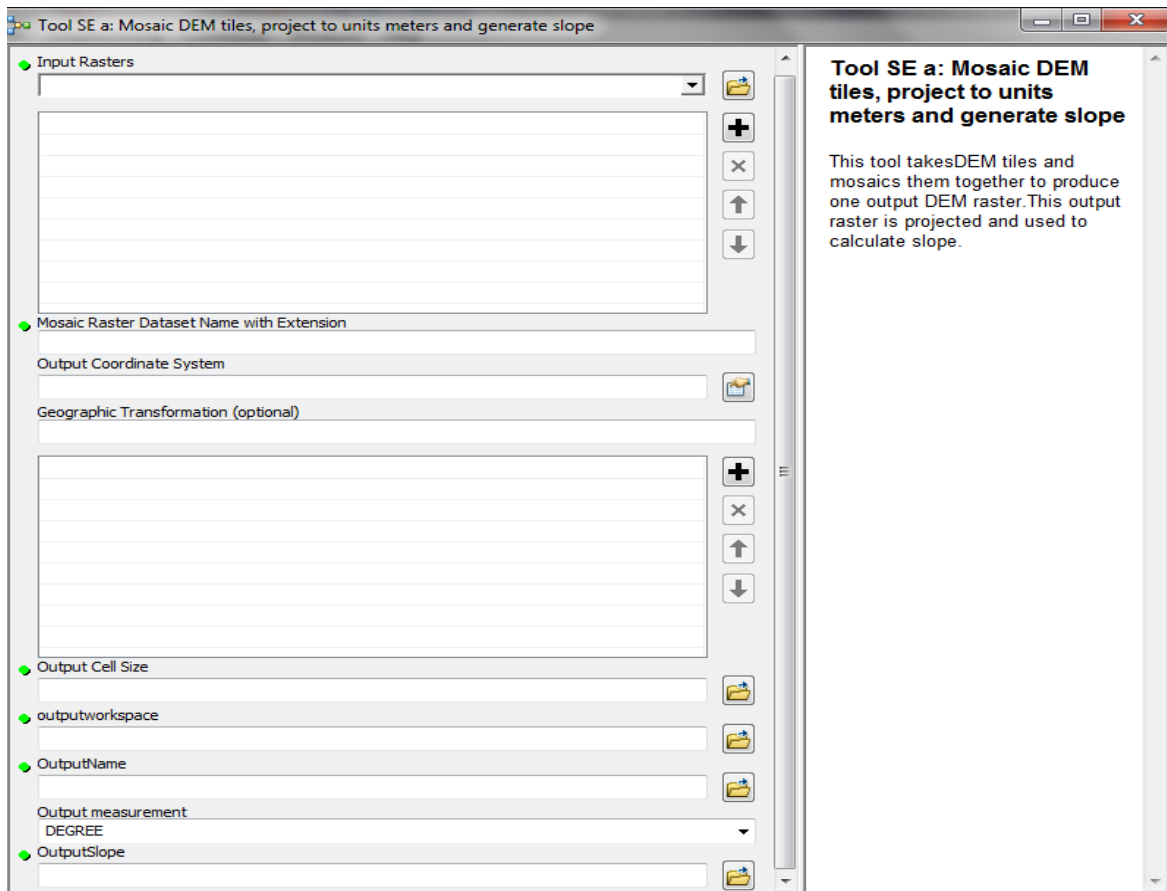 Tool SE a: Mosaic DEM tiles, project to units meters and generate slope
Input Rasters
Mosaic Raster Dataset Name with Extension
Output Coordinate System
Geographic Transformation (optional)
Output Cell Size
outputworkspace
OutputName
Output measurement
DEGREE
OutputSlope
Tool SE a: Mosaic DEM
tiles, project to units
meters and generate slope
This tool takesDEM tiles and
mosaics them together to produce
one output DEM raster.This output
raster is projected and used to
calculate slope.